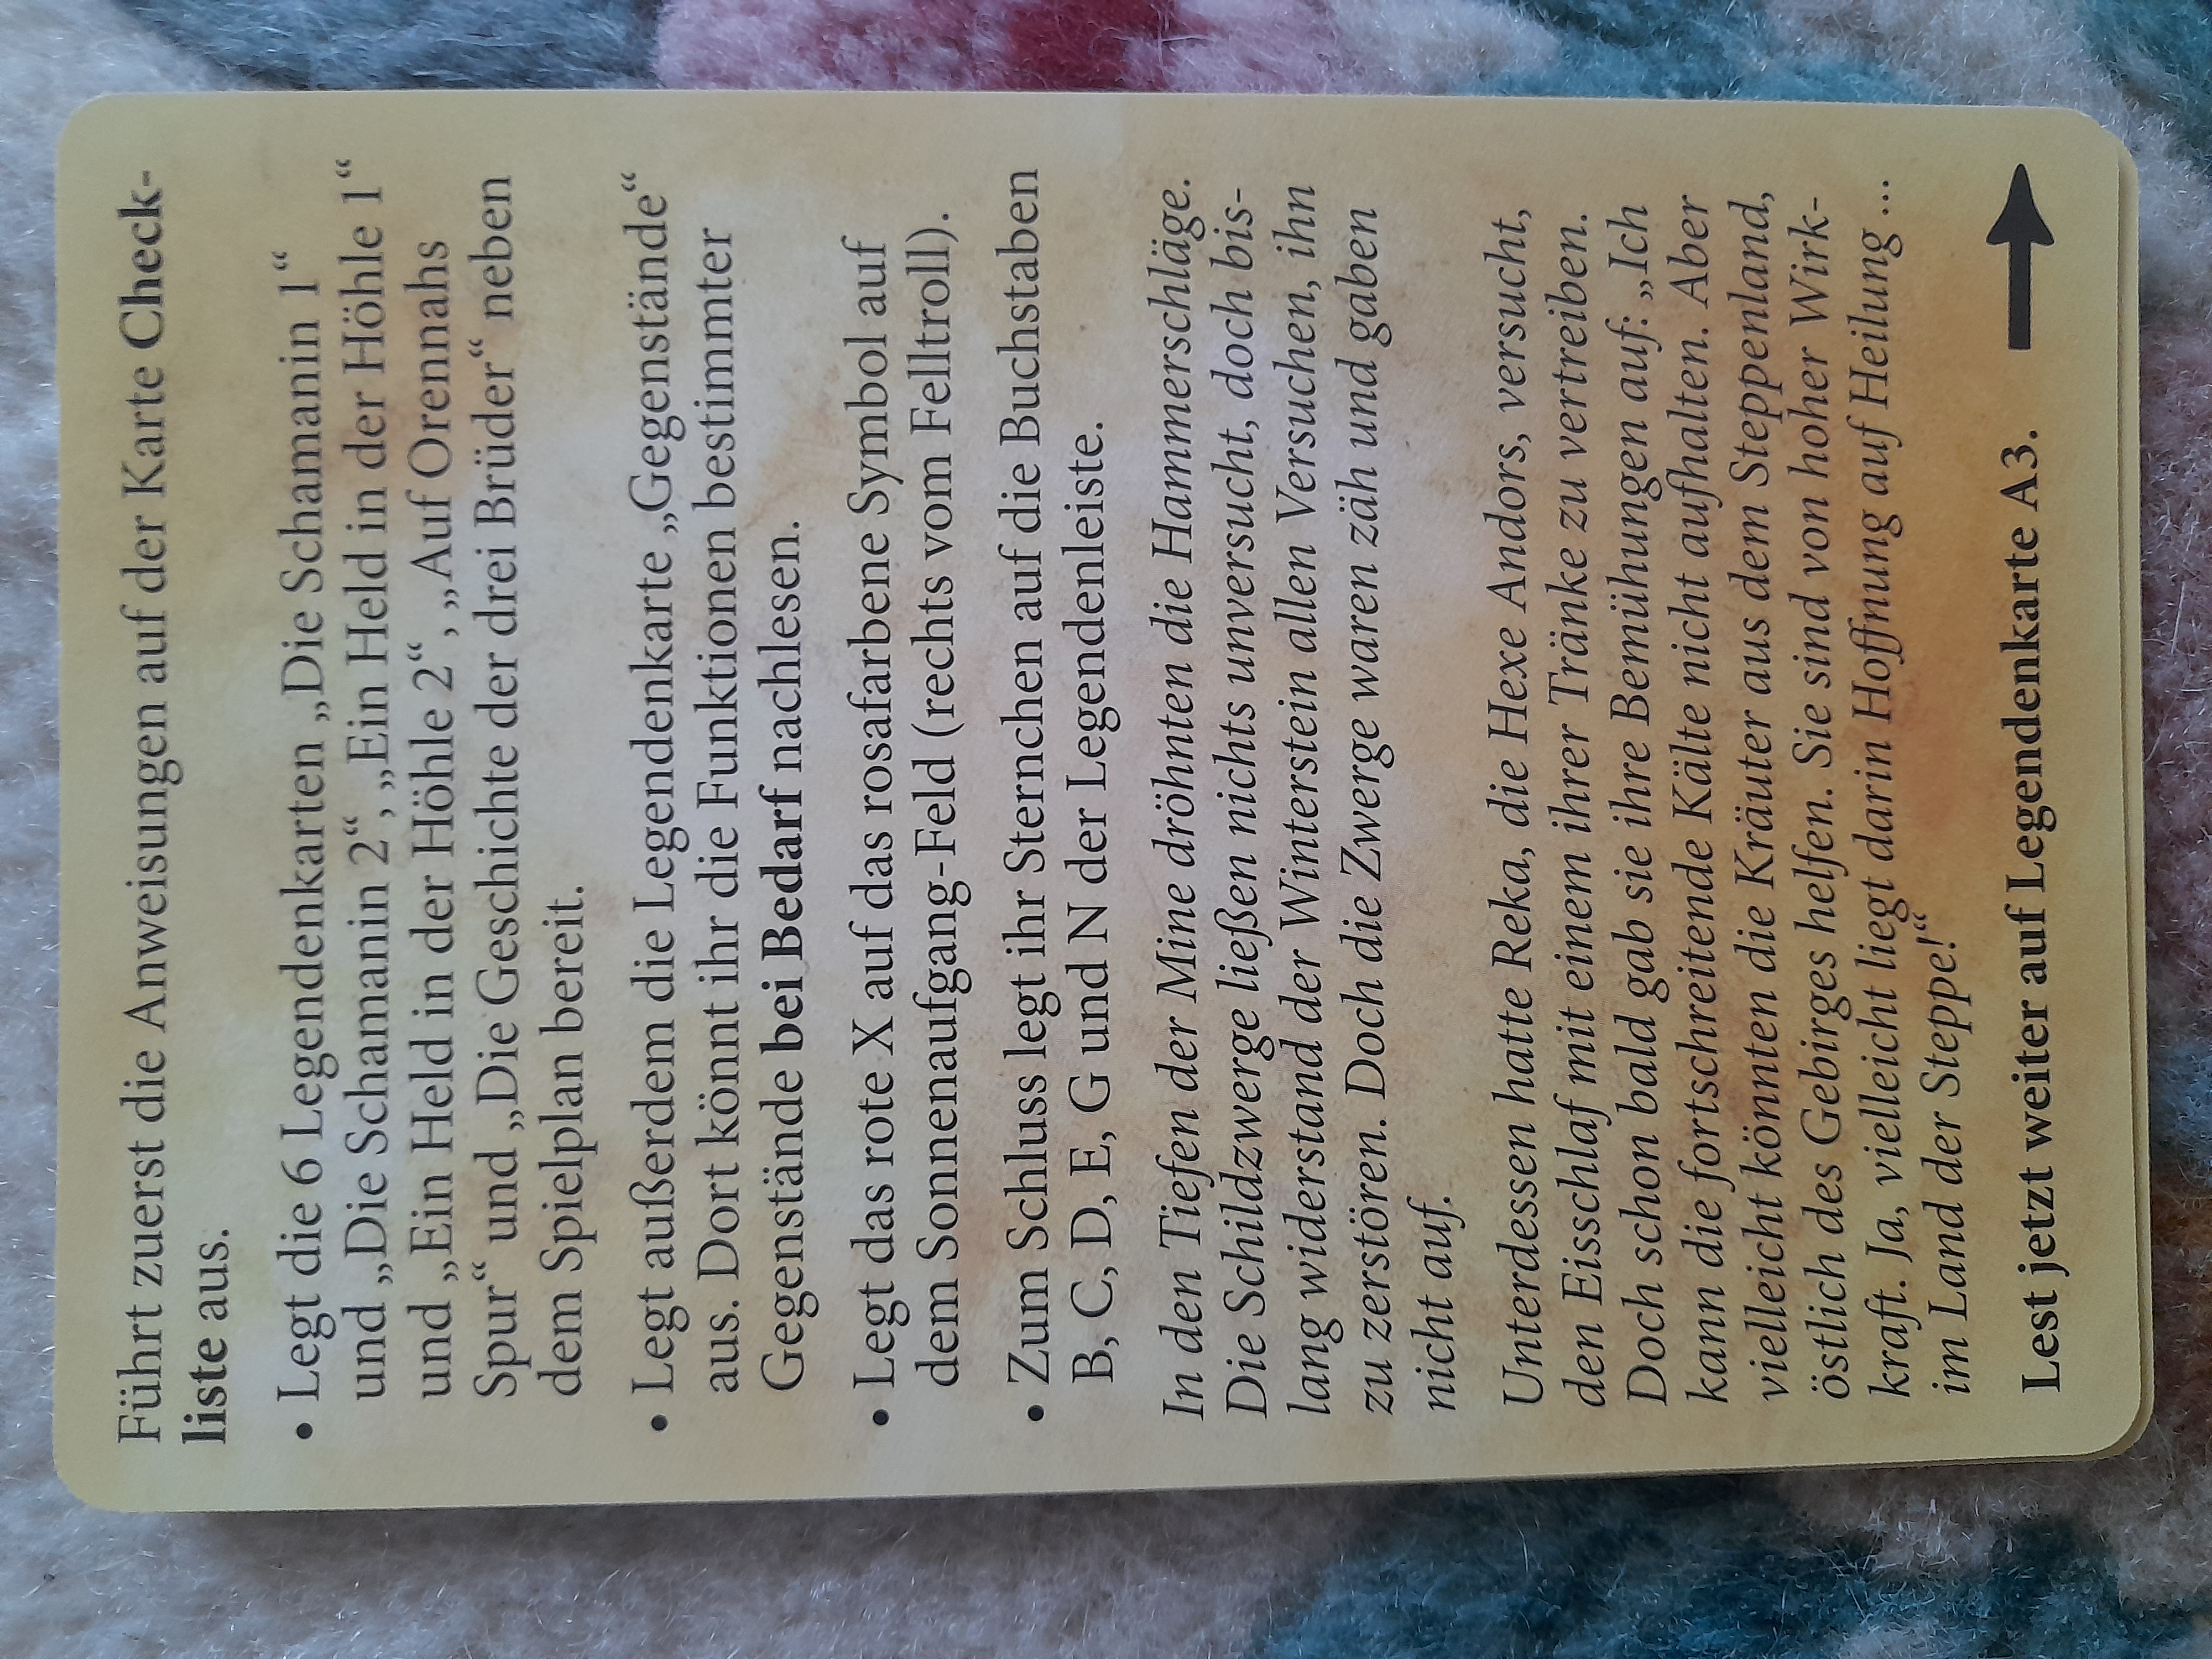 Führt zuerst die Anweisungen auf der Karte Check-
liste aus.
• Legt die 6 Legendenkarten „Die Schamanin 1“
und „Die Schamanin 2“, „Ein Held in der Höhle 1“
und „Ein Held in der Höhle 2“, „Auf Orennahs
Spur“ und „Die Geschichte der drei Brüder“ neben
dem Spielplan bereit.
• Legt außerdem die Legendenkarte „Gegenstände“
aus. Dort könnt ihr die Funktionen bestimmter
Gegenstände bei Bedarf nachlesen.
• Legt das rote X auf das rosafarbene Symbol auf
dem Sonnenaufgang-Feld (rechts vom Felltroll).
• Zum Schluss legt ihr Sternchen auf die Buchstaben
B, C, D, E, G und N der Legendenleiste.
In den Tiefen der Mine dröhnten die Hammerschläge.
Die Schildzwerge ließen nichts unversucht, doch bis-
lang widerstand der Winterstein allen Versuchen, ihn
zu zerstören. Doch die Zwerge waren zäh und gaben
nicht auf.
Unterdessen hatte Reka, die Hexe Andors, versucht,
den Eisschlaf mit einem ihrer Tränke zu vertreiben.
Doch schon bald gab sie ihre Bemühungen auf: „Ich
kann die fortschreitende Kälte nicht aufhalten. Aber
vielleicht könnten die Kräuter aus dem Steppenland,
östlich des Gebirges helfen. Sie sind von hoher Wirk-
kraft. Ja, vielleicht liegt darin Hoffnung auf Heilung ...
im Land der Steppe!“
Lest jetzt weiter auf Legendenkarte A3.